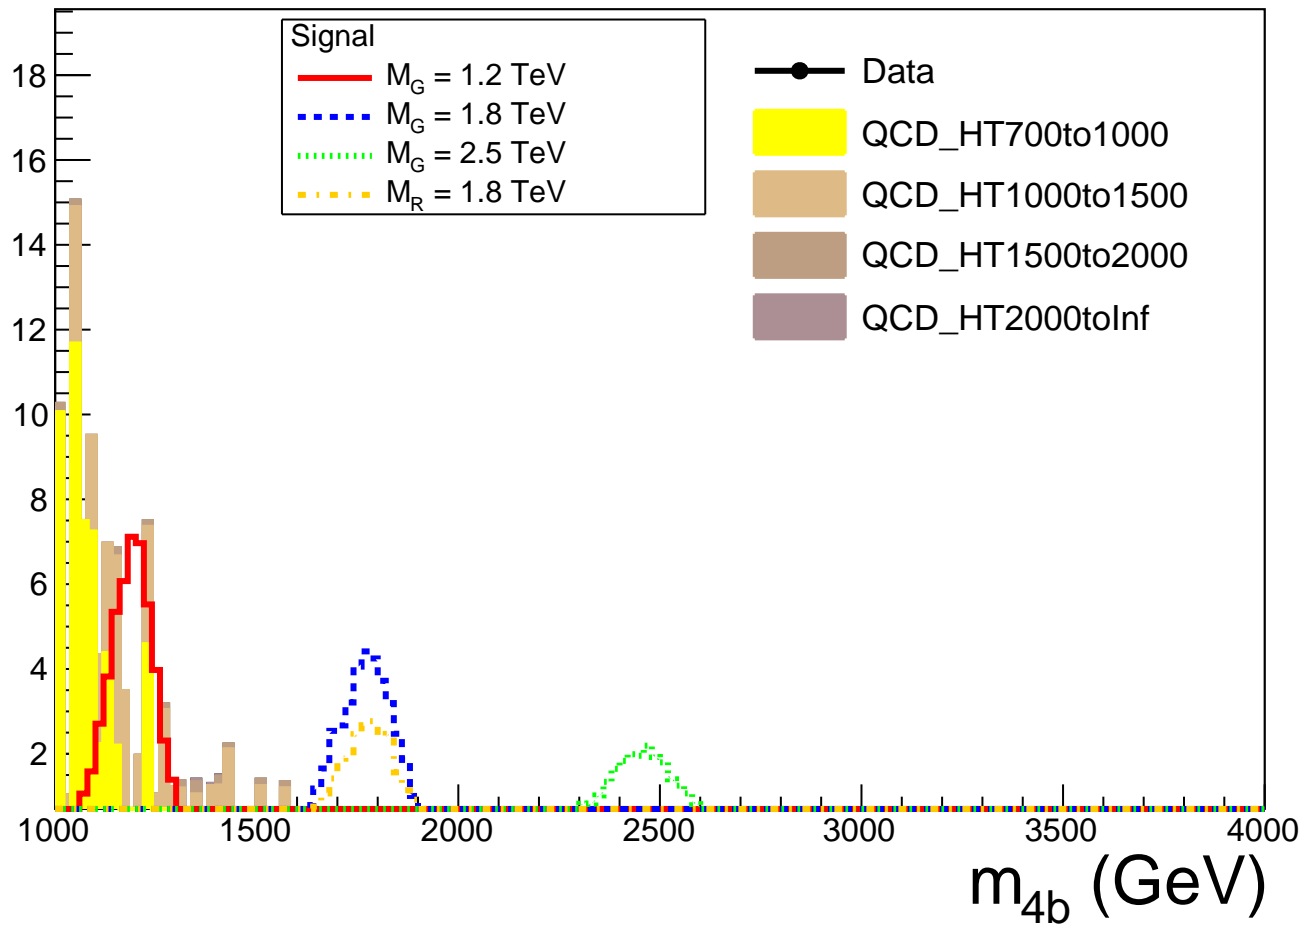 Signal
M_G = 1.2 TeV
M_G = 1.8 TeV
M_G = 2.5 TeV
M_R = 1.8 TeV
Data
QCD_HT700to1000
QCD_HT1000to1500
QCD_HT1500to2000
QCD_HT2000toInf
18
16
14
12
10
8
6
4
2
1000 1500 2000 2500 3000 3500 4000
m_4b (GeV)